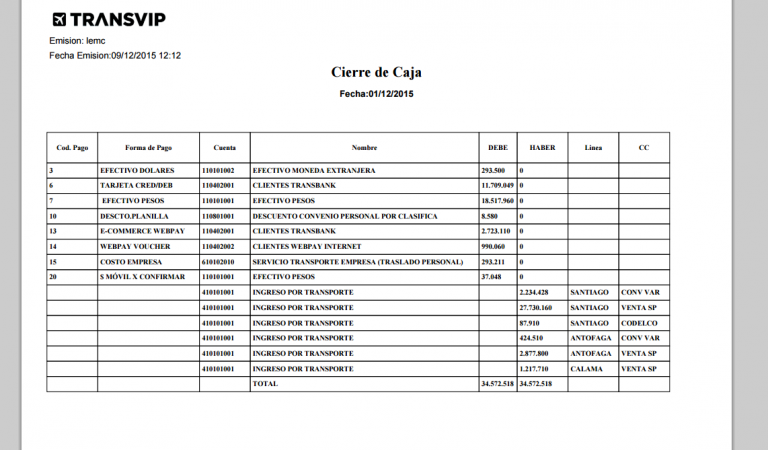 TRANSVIP
Emision: lemc
Fecha Emision:09/12/2015 12:12
Cierre de Caja
Fecha:01/12/2015
Cod. Pago Forma de Pago Cuenta Nombre DEBE HABER Linea CC
3 EFECTIVO DOLARES 110101002 EFECTIVO MONEDA EXTRANJERA 293.500 0
6 TARJETA CRED/DEB 110402001 CLIENTES TRANSBANK 11.709.049 0
7 EFECTIVO PESOS 110101001 EFECTIVO PESOS 18.517.960 0
10 DESCTO.PLANILLA 110801001 DESCUENTO CONVENIO PERSONAL POR CLASIFICA 8.580 0
13 E-COMMERCE WEBPAY 110402001 CLIENTES TRANSBANK 2.723.110 0
14 WEBPAY VOUCHER 110402002 CLIENTES WEBPAY INTERNET 990.060 0
15 COSTO EMPRESA 610102010 SERVICIO TRANSPORTE EMPRESA (TRASLADO PERSONAL) 293.211 0
20 $ MÓVIL X CONFIRMAR 110101001 EFECTIVO PESOS 37.048 0
410101001 INGRESO POR TRANSPORTE 2.234.428 SANTIAGO CONV VAR
410101001 INGRESO POR TRANSPORTE 27.730.160 SANTIAGO VENTA SP
410101001 INGRESO POR TRANSPORTE 87.910 SANTIAGO CODELCO
410101001 INGRESO POR TRANSPORTE 424.510 ANTOFAGA CONV VAR
410101001 INGRESO POR TRANSPORTE 2.877.800 ANTOFAGA VENTA SP
410101001 INGRESO POR TRANSPORTE 1.217.710 CALAMA VENTA SP
TOTAL 34.572.518 34.572.518